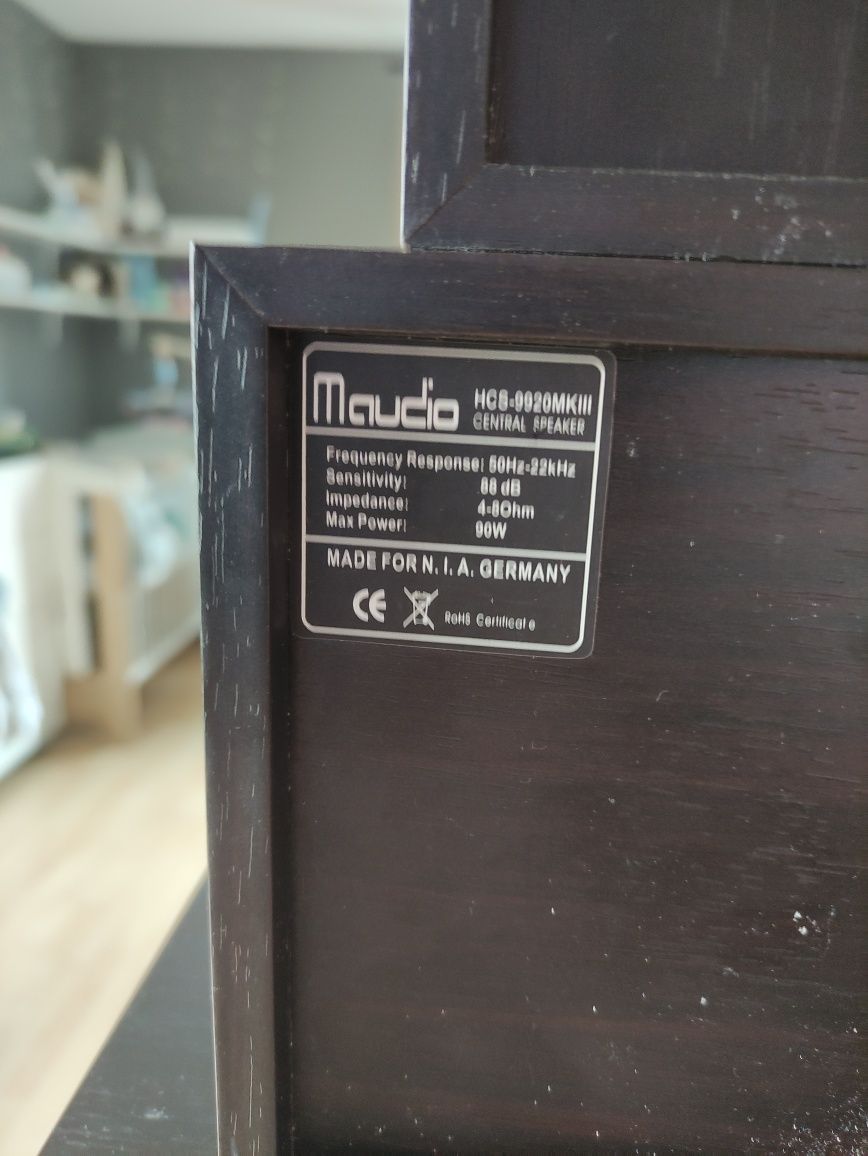 Maudio
HCS-9920MKIII
CENTRAL SPEAKER
Frequency Response: 50Hz-22kHz
Sensitivity: 88 dB
Impedance: 4-8Ohm
Max Power: 90W
MADE FOR N. I. A. GERMANY
CE
RoHS Certificate